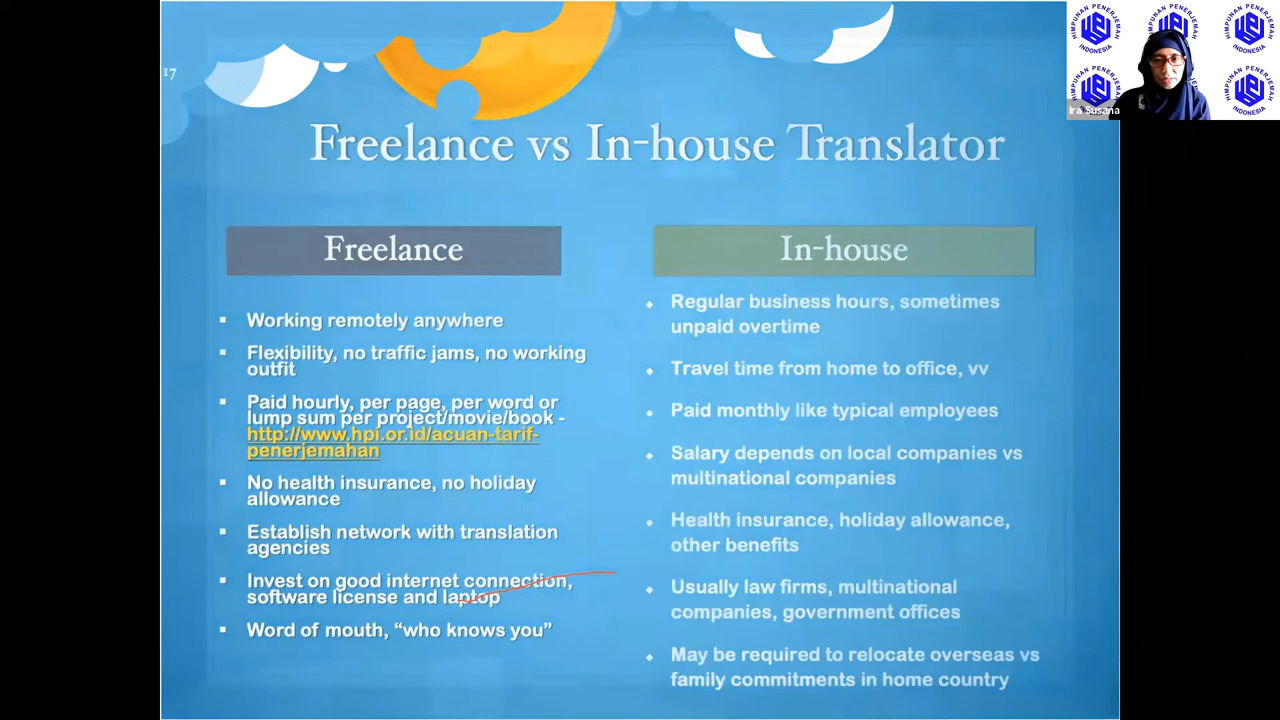 17
HIMPUNAN PENERJEMAH
INDONESIA
Ira Susana
Freelance vs In-house Translator
Freelance
Working remotely anywhere
Flexibility, no traffic jams, no working
outfit
Paid hourly, per page, per word or
lump sum per project/movie/book -
http://www.hpi.or.id/acuan-tarif-
penerjemahan
No health insurance, no holiday
allowance
Establish network with translation
agencies
Invest on good internet connection,
software license and laptop
Word of mouth, “who knows you”
In-house
Regular business hours, sometimes
unpaid overtime
Travel time from home to office, vv
Paid monthly like typical employees
Salary depends on local companies vs
multinational companies
Health insurance, holiday allowance,
other benefits
Usually law firms, multinational
companies, government offices
May be required to relocate overseas vs
family commitments in home country